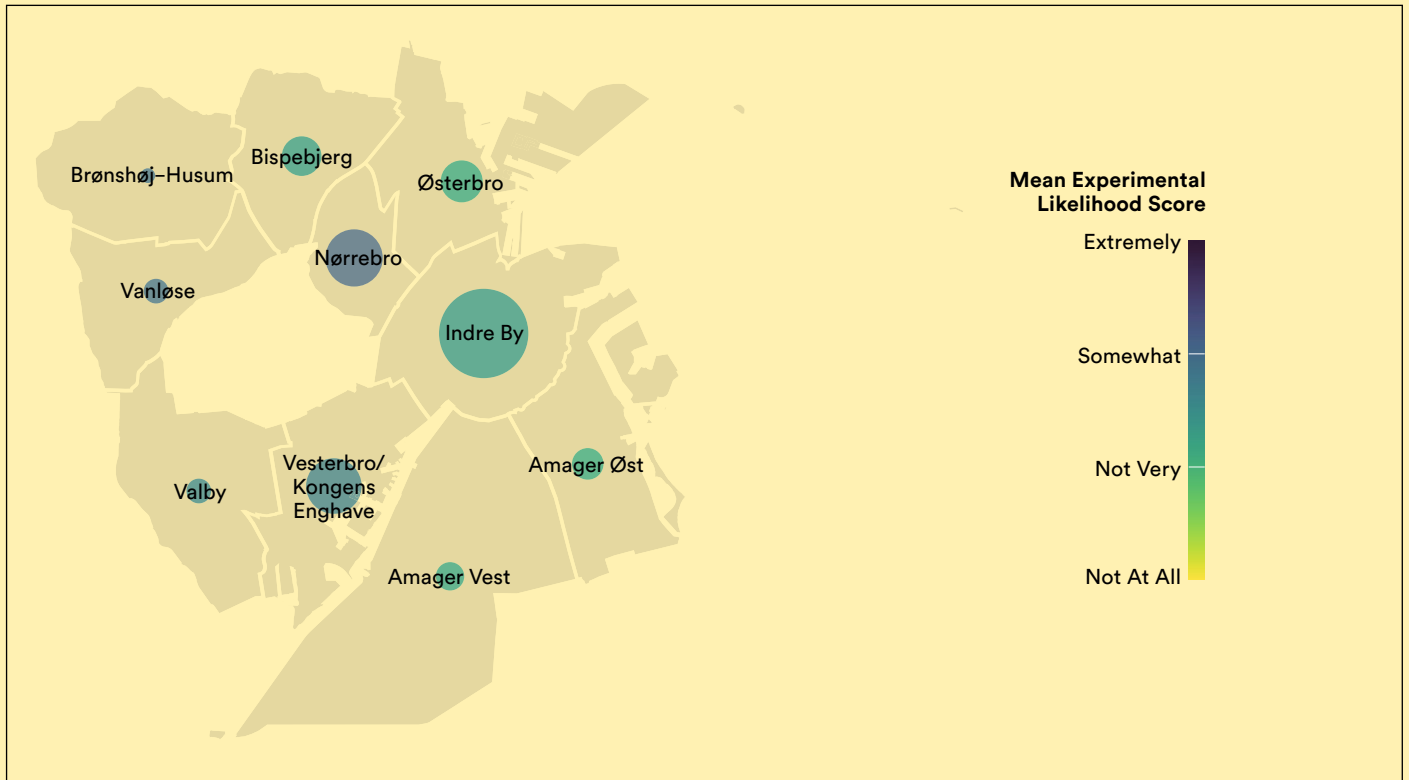 Bispebjerg
Brønshøj–Husum
Østerbro
Nørrebro
Vanløse
Indre By
Vesterbro/
Kongens
Enghave
Amager Øst
Valby
Amager Vest
Mean Experimental
Likelihood Score
Extremely
Somewhat
Not Very
Not At All